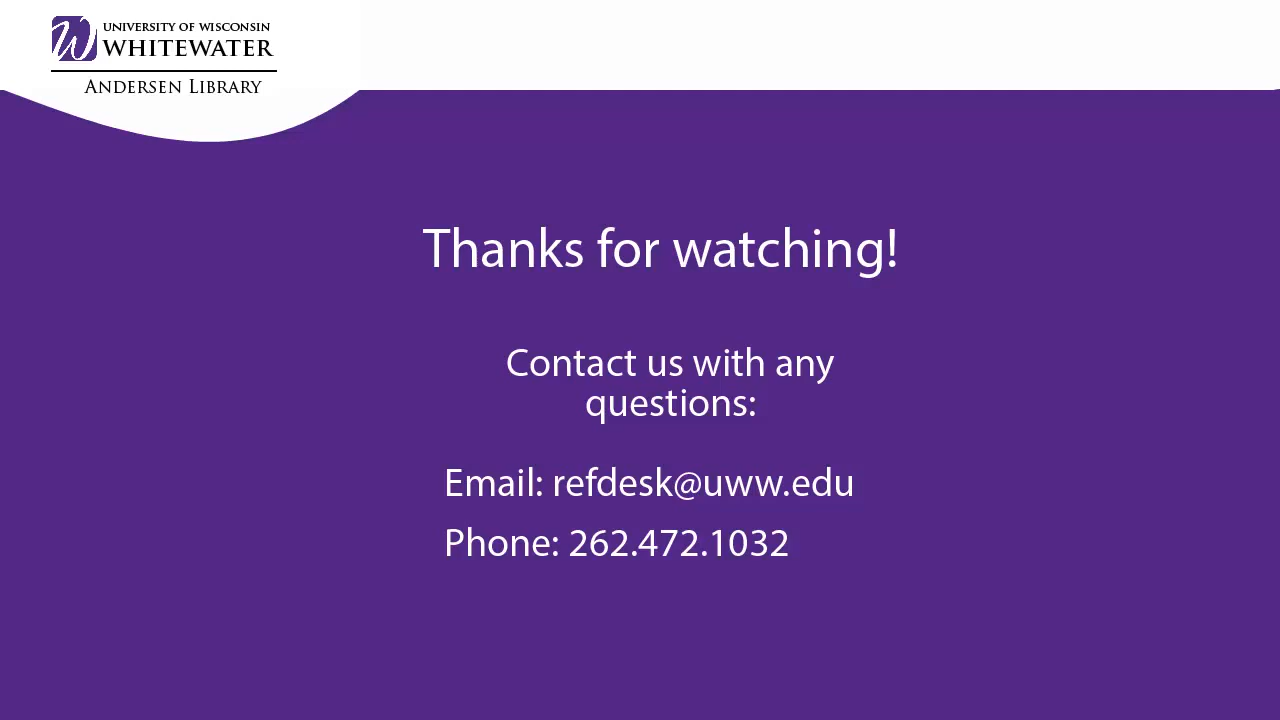 UNIVERSITY OF WISCONSIN
WHITEWATER
ANDERSEN LIBRARY
Thanks for watching!
Contact us with any
questions:
Email: refdesk@uww.edu
Phone: 262.472.1032